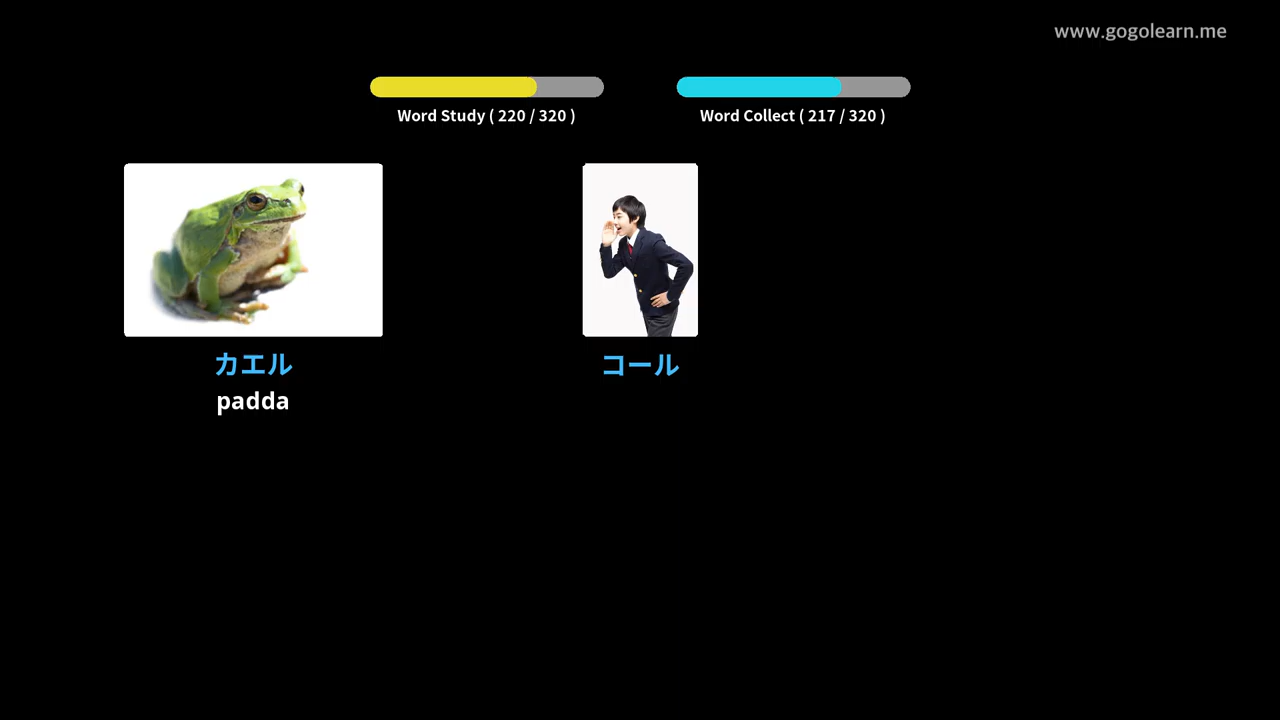 www.gogolearn.me
Word Study ( 220 / 320 )
Word Collect ( 217 / 320 )
カエル
padda
コール